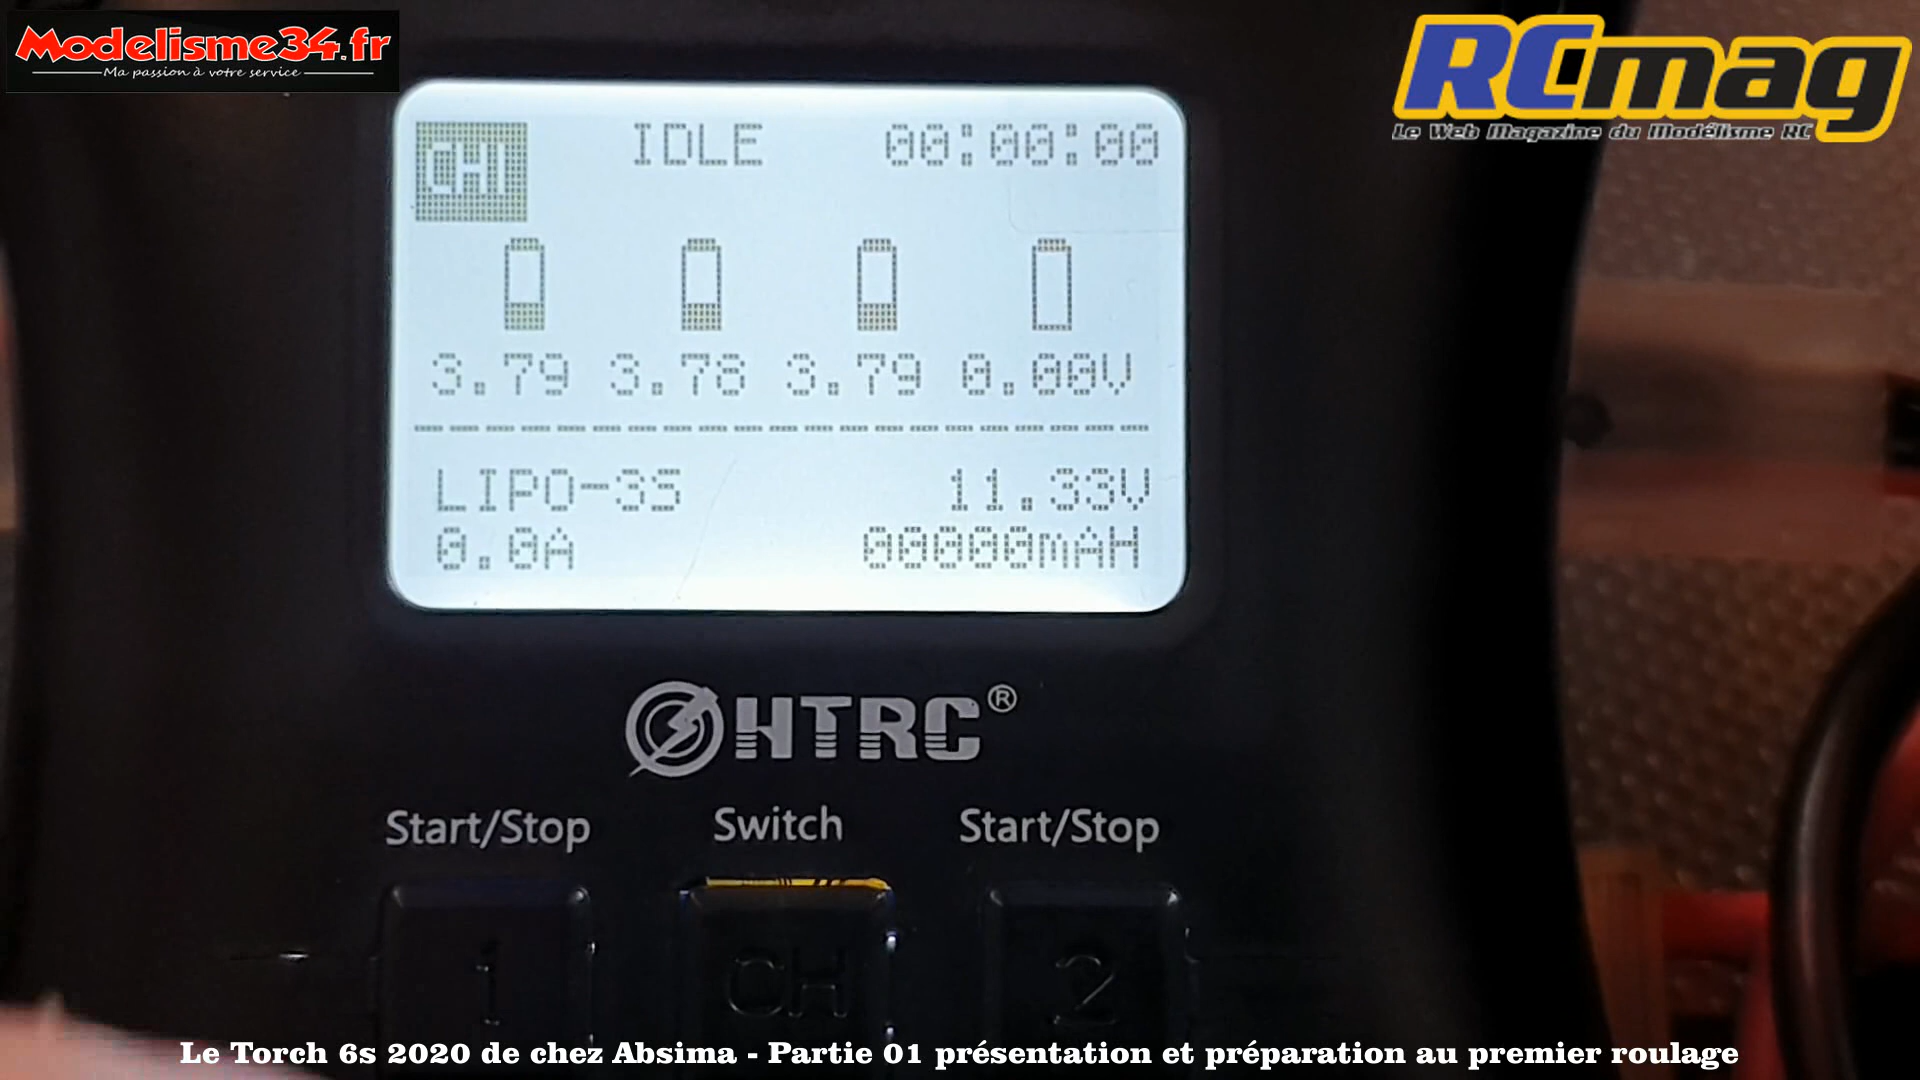 Modelisme34.fr
Ma passion à votre service
RCmag
Le Web Magazine du Modélisme RC
CH1 IDLE 00:00:00
3.79 3.78 3.79 0.00V
LIPO-3S 11.33V
0.0A 00000mAH
HTRC®
Start/Stop Switch Start/Stop
1 CH 2
Le Torch 6s 2020 de chez Absima - Partie 01 présentation et préparation au premier roulage